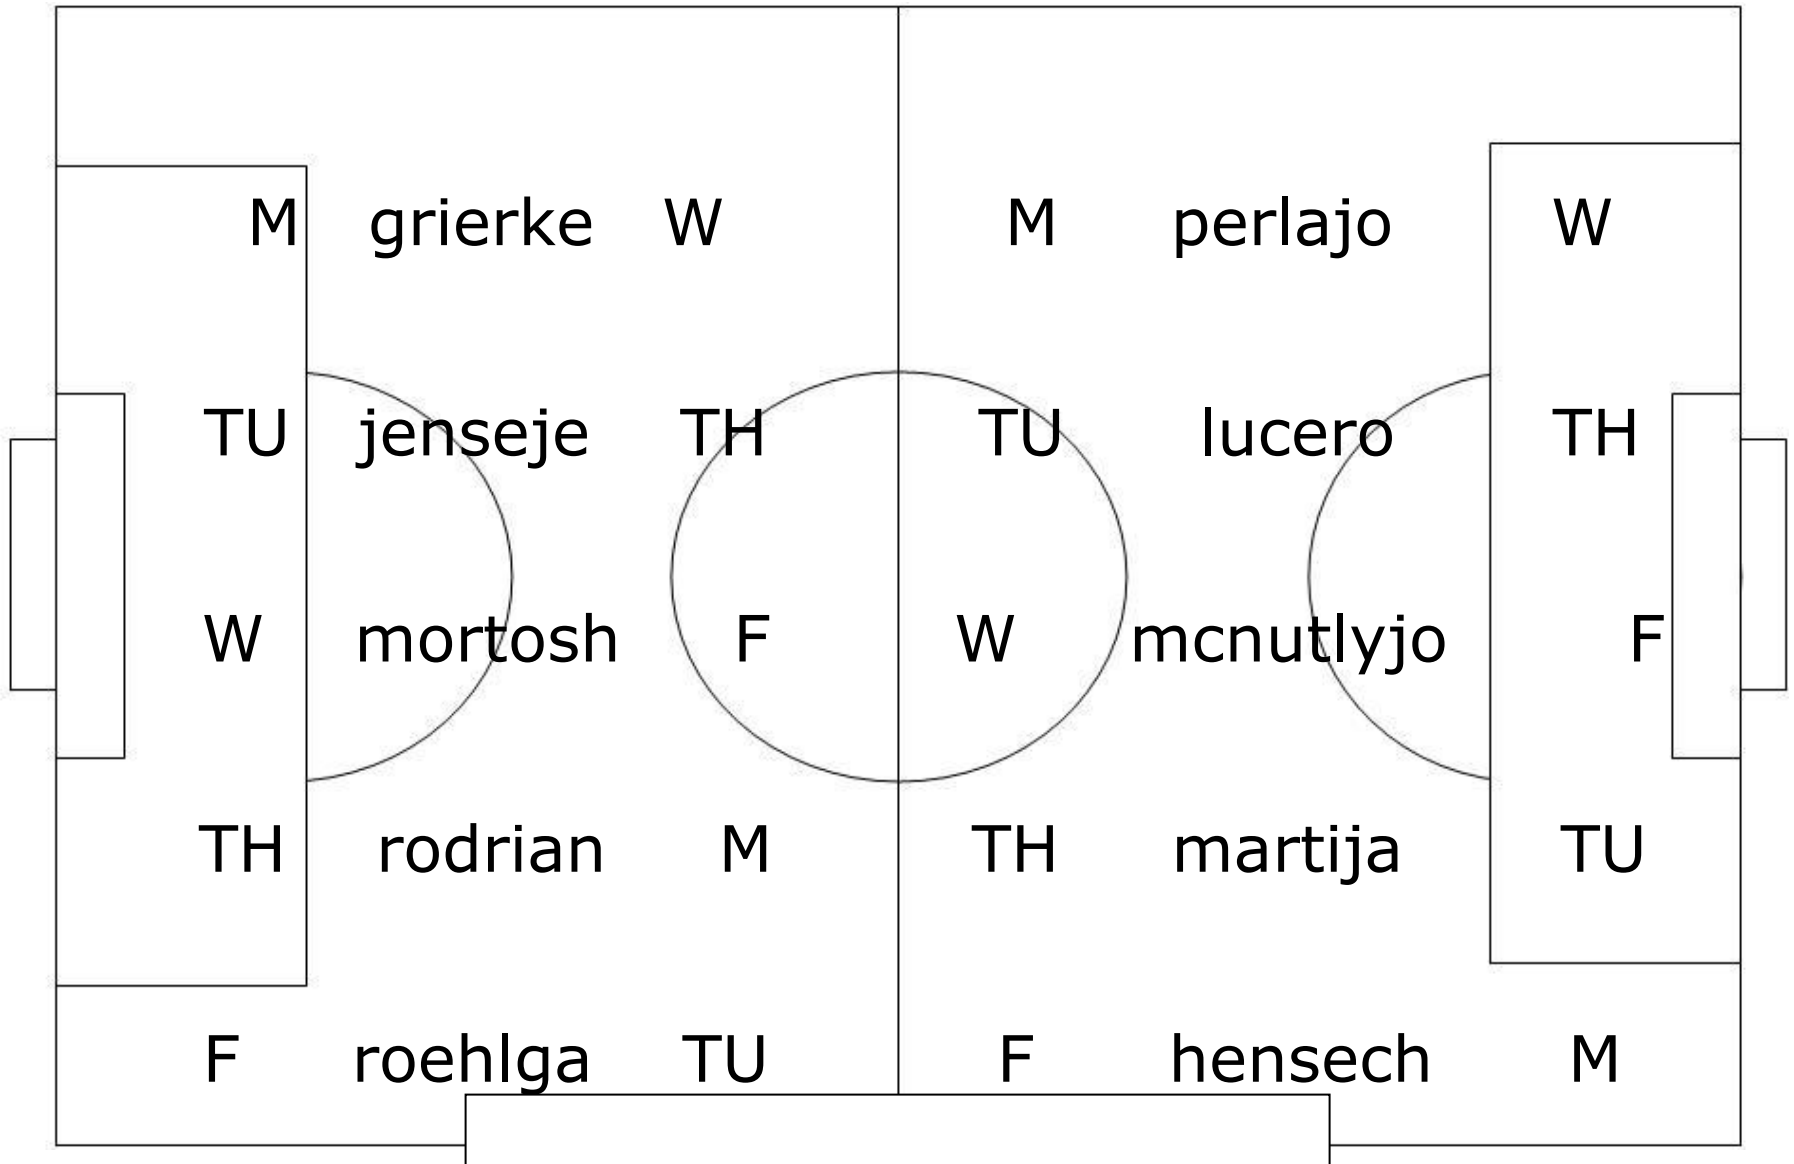 M grierke W M perlajo W
TU jenseje TH TU lucero TH
W mortosh F W mcnutlyjo F
TH rodrian M TH martija TU
F roehlga TU F hensech M